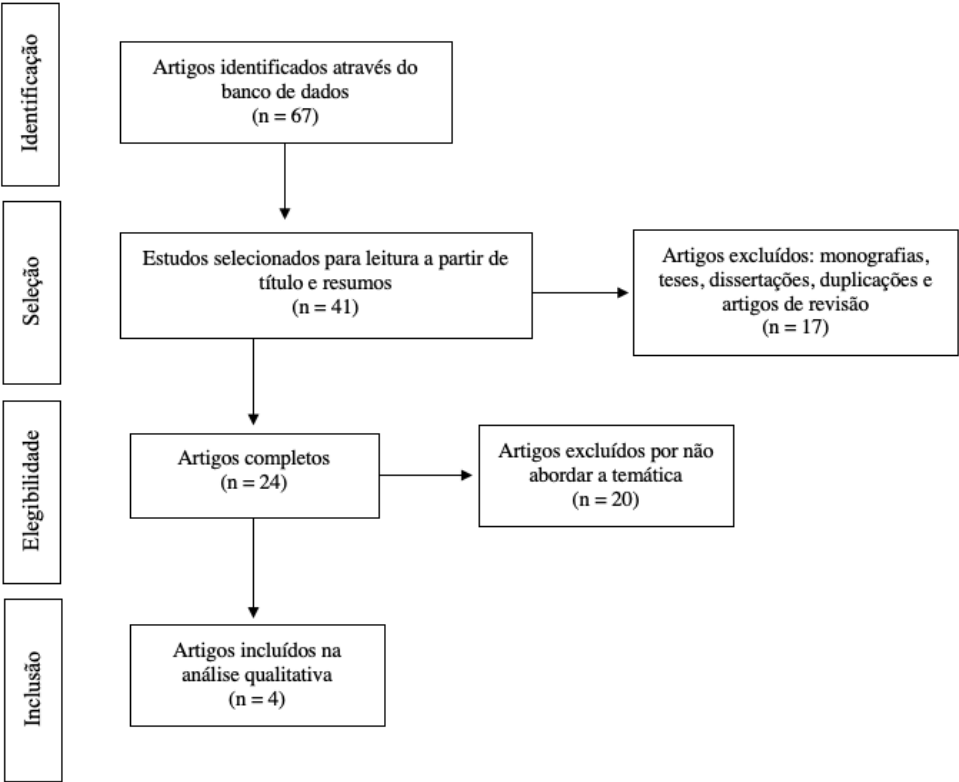 Identificação
Artigos identificados através do
banco de dados
(n = 67)
Seleção
Estudos selecionados para leitura a partir de
título e resumos
(n = 41)
Artigos excluídos: monografias,
teses, dissertações, duplicações e
artigos de revisão
(n = 17)
Elegibilidade
Artigos completos
(n = 24)
Artigos excluídos por não
abordar a temática
(n = 20)
Inclusão
Artigos incluídos na
análise qualitativa
(n = 4)